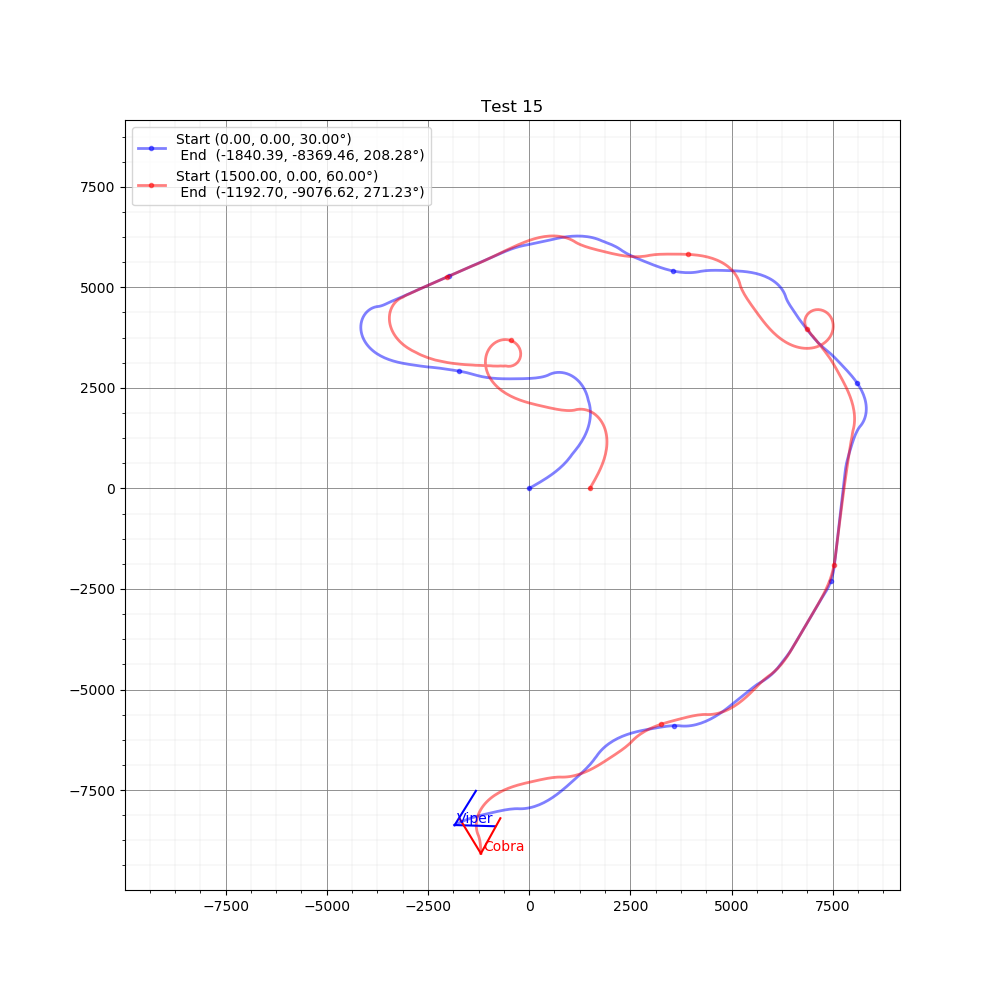 Test 15
Start (0.00, 0.00, 30.00°)
End  (-1840.39, -8369.46, 208.28°)
Start (1500.00, 0.00, 60.00°)
End  (-1192.70, -9076.62, 271.23°)
7500
5000
2500
0
−2500
−5000
−7500
Viper
Cobra
−7500 −5000 −2500 0 2500 5000 7500